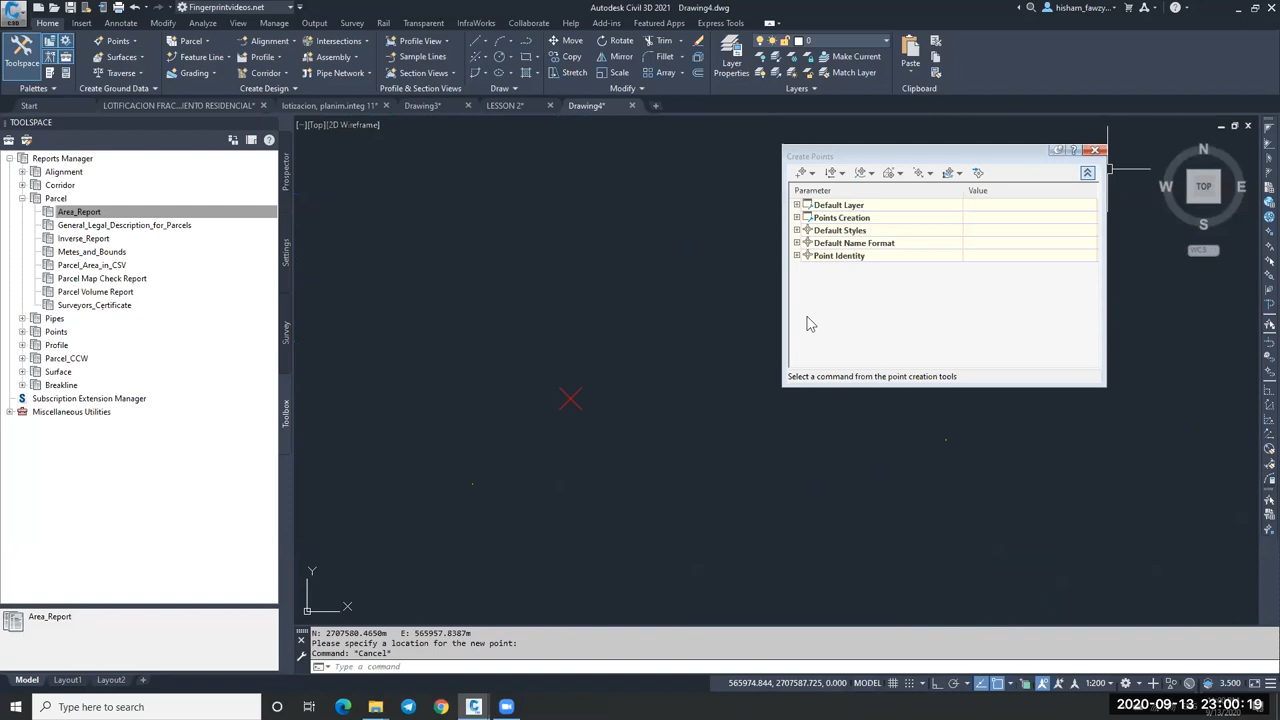 Fingerprintvideos.net
Autodesk Civil 3D 2021 Drawing4.dwg
hisham_fawzy...
Home Insert Annotate Modify Analyze View Manage Output Survey Rail Transparent InfraWorks Collaborate Help Add-ins Featured Apps Express Tools
Points Parcel Alignment Intersections Profile View Move Rotate Trim 0
Toolspace Surfaces Feature Line Profile Assembly Sample Lines Copy Mirror Fillet Layer Properties Make Current Paste
Traverse Grading Corridor Pipe Network Section Views Stretch Scale Array Match Layer
Palettes Create Ground Data Create Design Profile & Section Views Draw Modify Layers Clipboard
Start LOTIFICACION FRAC...IENTO RESIDENCIAL* lotizacion, planim.integ 11* Drawing3* LESSON 2* Drawing4*
TOOLSPACE
[−][Top][2D Wireframe]
Reports Manager
Alignment
Corridor
Parcel
Area_Report
General_Legal_Description_for_Parcels
Inverse_Report
Metes_and_Bounds
Parcel_Area_in_CSV
Parcel Map Check Report
Parcel Volume Report
Surveyors_Certificate
Pipes
Points
Profile
Parcel_CCW
Surface
Breakline
Subscription Extension Manager
Miscellaneous Utilities
Prospector
Settings
Survey
Toolbox
Create Points
Parameter Value
Default Layer
Points Creation
Default Styles
Default Name Format
Point Identity
Select a command from the point creation tools
N
W TOP E
S
WCS
Y
X
Area_Report
N: 2707580.4650m E: 565957.8387m
Please specify a location for the new point:
Command: *Cancel*
Type a command
Model Layout1 Layout2
565974.844, 2707587.725, 0.000 MODEL 1:200 3.500
Type here to search
2020-09-13 23:00:19